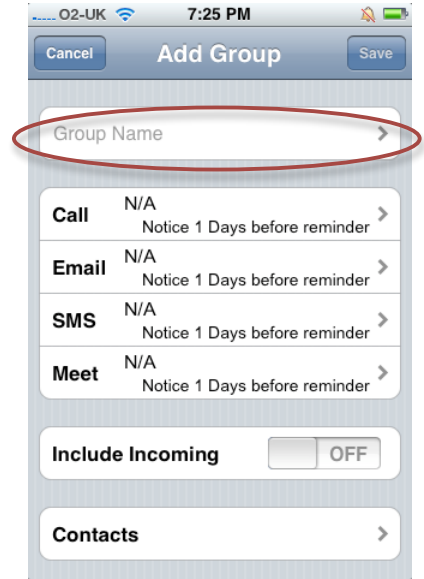 O2-UK 7:25 PM
Cancel Add Group Save
Group Name
Call N/A
Notice 1 Days before reminder
Email N/A
Notice 1 Days before reminder
SMS N/A
Notice 1 Days before reminder
Meet N/A
Notice 1 Days before reminder
Include Incoming OFF
Contacts